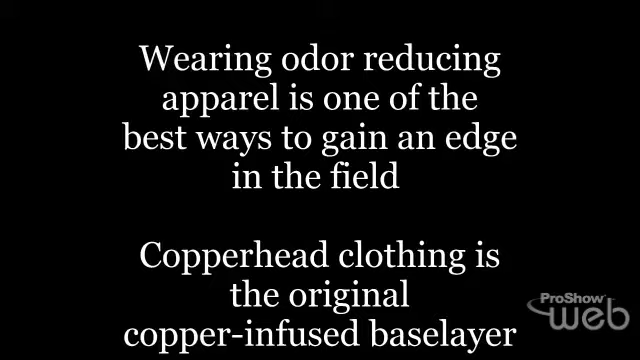 Wearing odor reducing
apparel is one of the
best ways to gain an edge
in the field
Copperhead clothing is
the original
copper-infused baselayer
ProShow
web